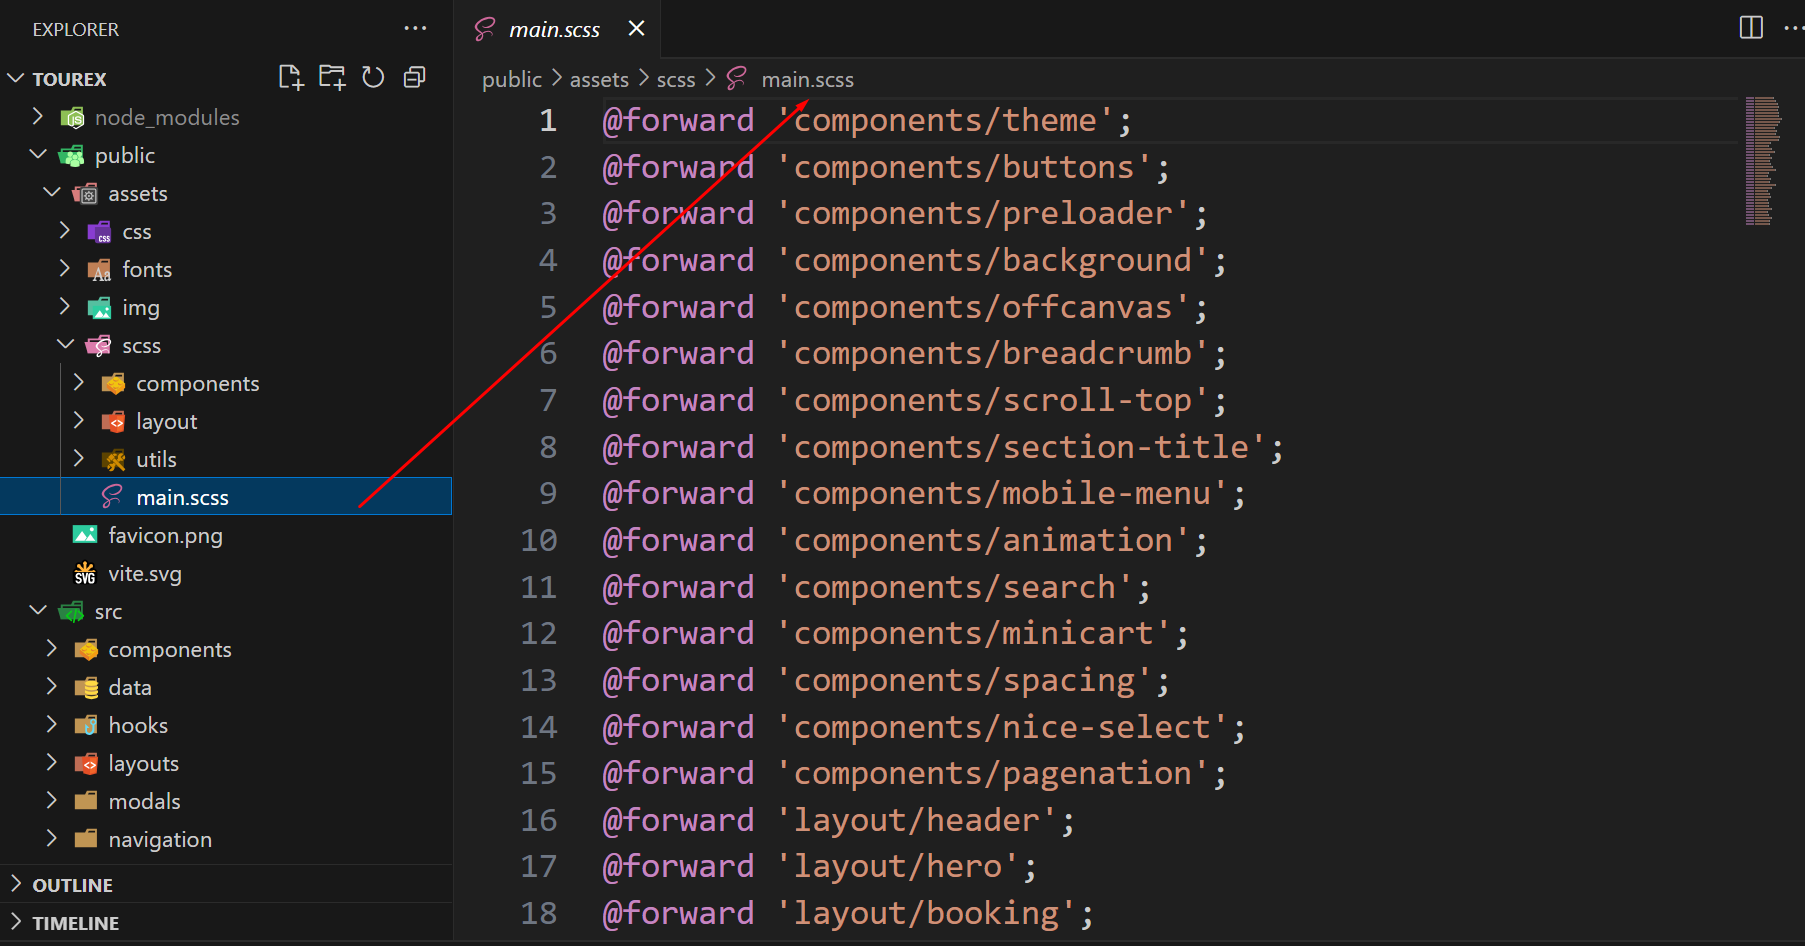 EXPLORER
TOUREX
node_modules
public
assets
css
fonts
img
scss
components
layout
utils
main.scss
favicon.png
vite.svg
src
components
data
hooks
layouts
modals
navigation
OUTLINE
TIMELINE
main.scss
public > assets > scss > main.scss
1 @forward 'components/theme';
2 @forward 'components/buttons';
3 @forward 'components/preloader';
4 @forward 'components/background';
5 @forward 'components/offcanvas';
6 @forward 'components/breadcrumb';
7 @forward 'components/scroll-top';
8 @forward 'components/section-title';
9 @forward 'components/mobile-menu';
10 @forward 'components/animation';
11 @forward 'components/search';
12 @forward 'components/minicart';
13 @forward 'components/spacing';
14 @forward 'components/nice-select';
15 @forward 'components/pagenation';
16 @forward 'layout/header';
17 @forward 'layout/hero';
18 @forward 'layout/booking';